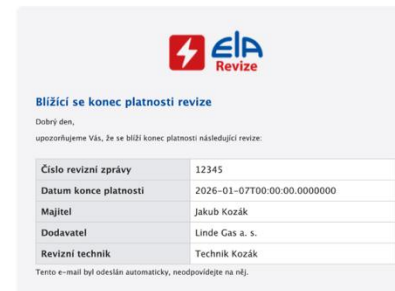 ELA
Revize
Blížící se konec platnosti revize
Dobrý den,
upozorňujeme Vás, že se blíží konec platnosti následující revize:
Číslo revizní zprávy 12345
Datum konce platnosti 2026-01-07T00:00:00.0000000
Majitel Jakub Kozák
Dodavatel Linde Gas a. s.
Revizní technik Technik Kozák
Tento e-mail byl odeslán automaticky, neodpovídejte na něj.